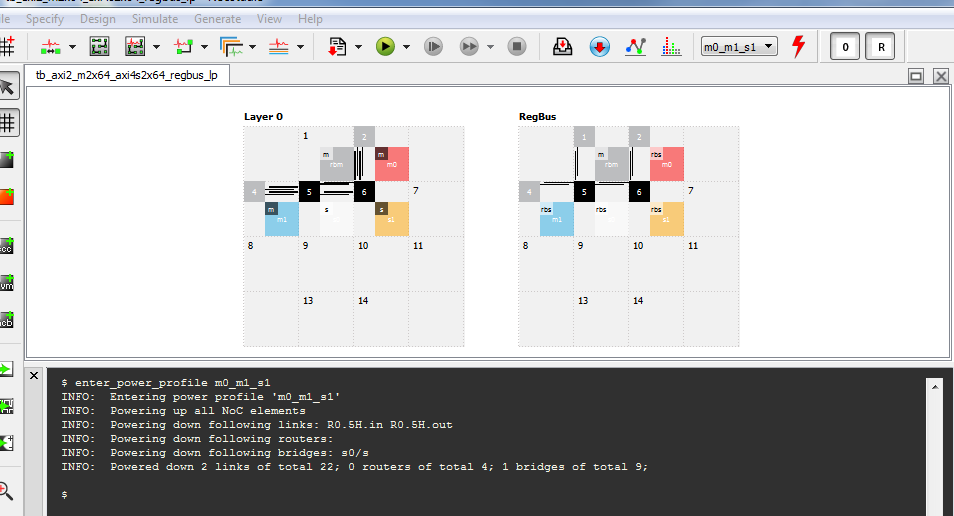 Specify Design Simulate Generate View Help
m0_m1_s1
0 R
tb_axi2_m2x64_axi4s2x64_regbus_lp
Layer 0
1 2
m m
rbm m0
4 5 6 7
m s s
m1 s1
8 9 10 11
13 14
RegBus
1 2
m rbs
rbm m0
4 5 6 7
rbs rbs rbs
m1 s1
8 9 10 11
13 14
$ enter_power_profile m0_m1_s1
INFO: Entering power profile 'm0_m1_s1'
INFO: Powering up all NoC elements
INFO: Powering down following links: R0.5H.in R0.5H.out
INFO: Powering down following routers:
INFO: Powering down following bridges: s0/s
INFO: Powered down 2 links of total 22; 0 routers of total 4; 1 bridges of total 9;
$